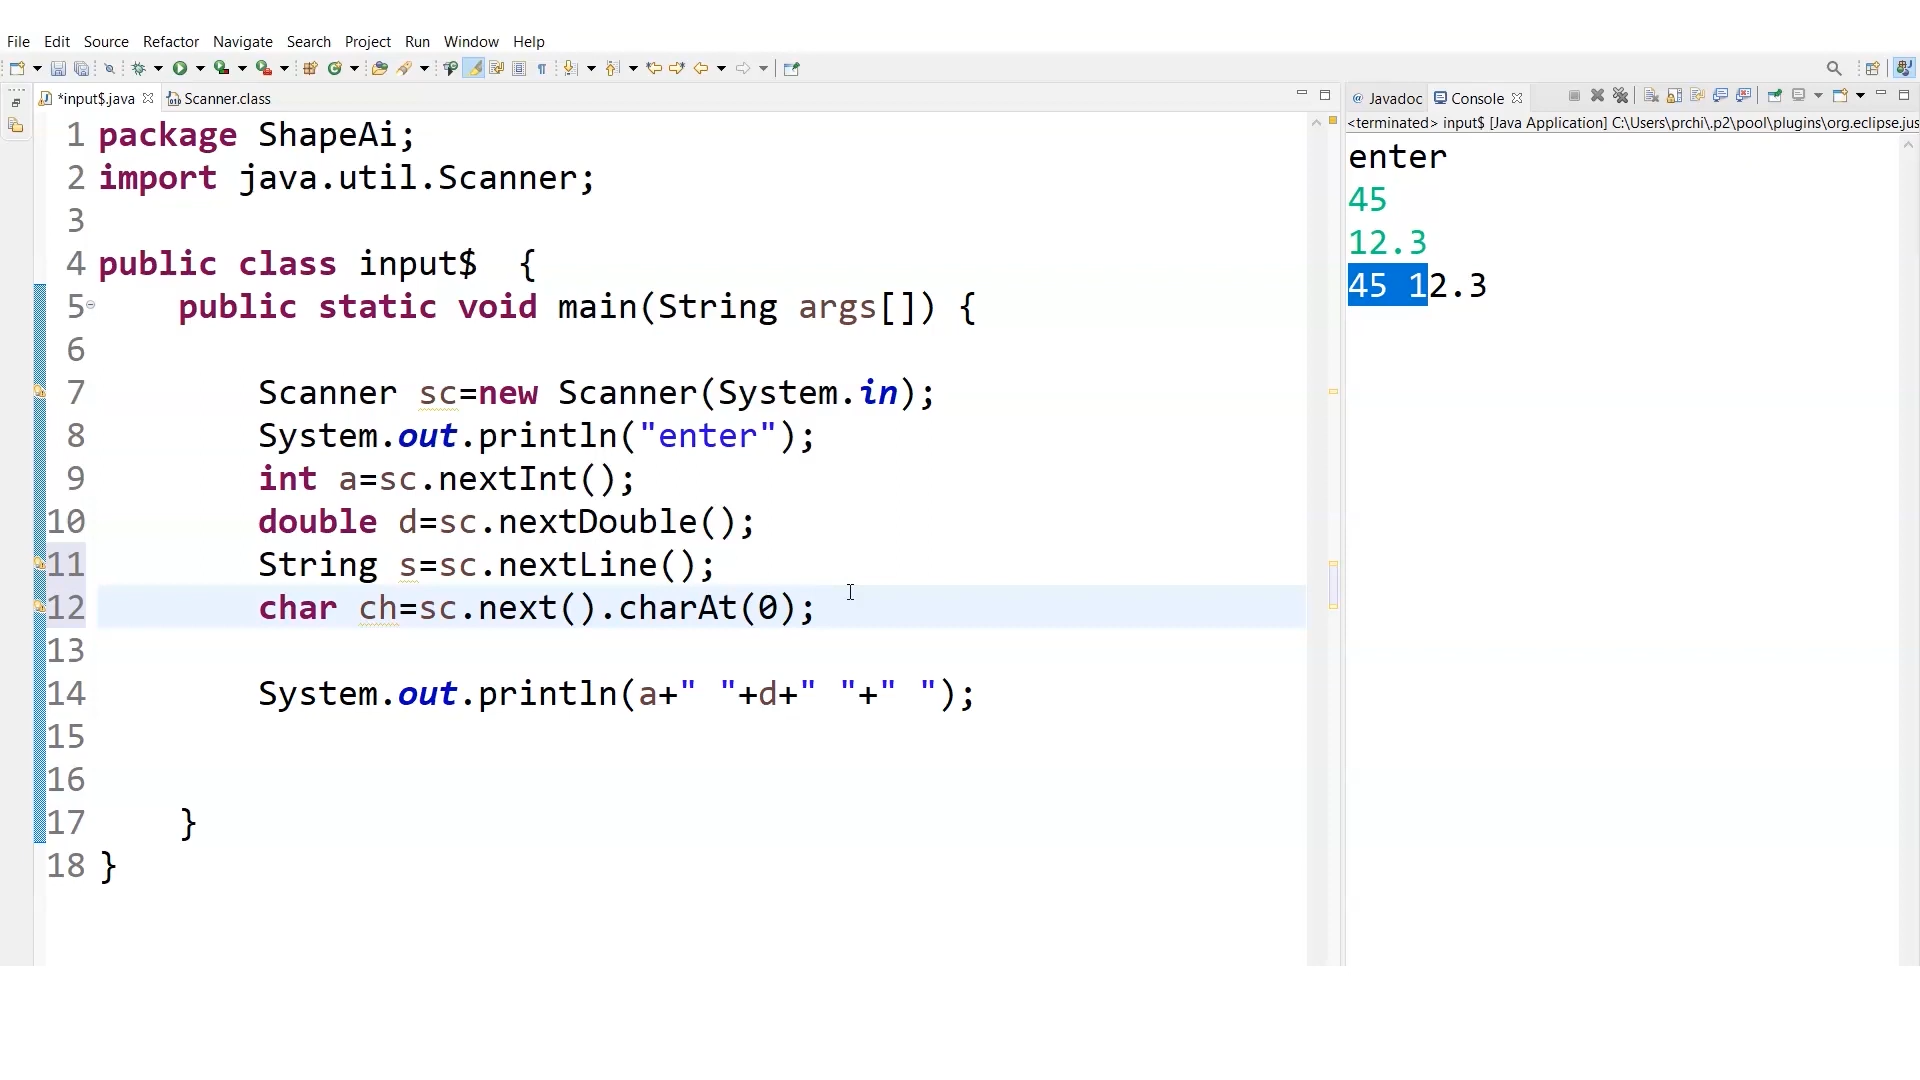 File Edit Source Refactor Navigate Search Project Run Window Help
*input$.java Scanner.class
1 package ShapeAi;
2 import java.util.Scanner;
3
4 public class input$  {
5     public static void main(String args[]) {
6
7         Scanner sc=new Scanner(System.in);
8         System.out.println("enter");
9         int a=sc.nextInt();
10         double d=sc.nextDouble();
11         String s=sc.nextLine();
12         char ch=sc.next().charAt(0);
13
14         System.out.println(a+" "+d+" "+" ");
15
16
17     }
18 }
@ Javadoc Console
<terminated> input$ [Java Application] C:\Users\prchi\.p2\pool\plugins\org.eclipse.jus
enter
45
12.3
45 12.3